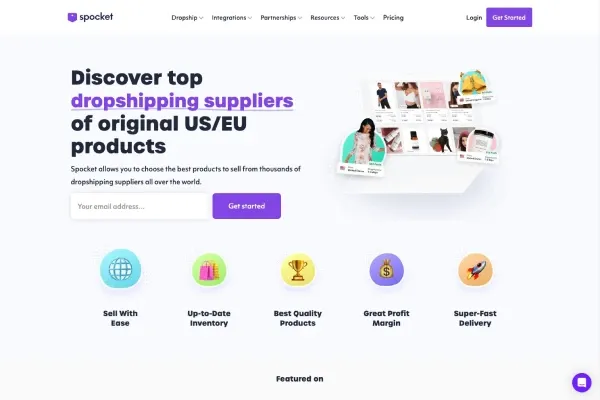 spocket
Dropship
Integrations
Partnerships
Resources
Tools
Pricing
Login
Get Started
Discover top
dropshipping suppliers
of original US/EU
products
Spocket allows you to choose the best products to sell from thousands of
dropshipping suppliers all over the world.
Your email address...
Get started
Sell With
Ease
Up-to-Date
Inventory
Best Quality
Products
Great Profit
Margin
Super-Fast
Delivery
Featured on